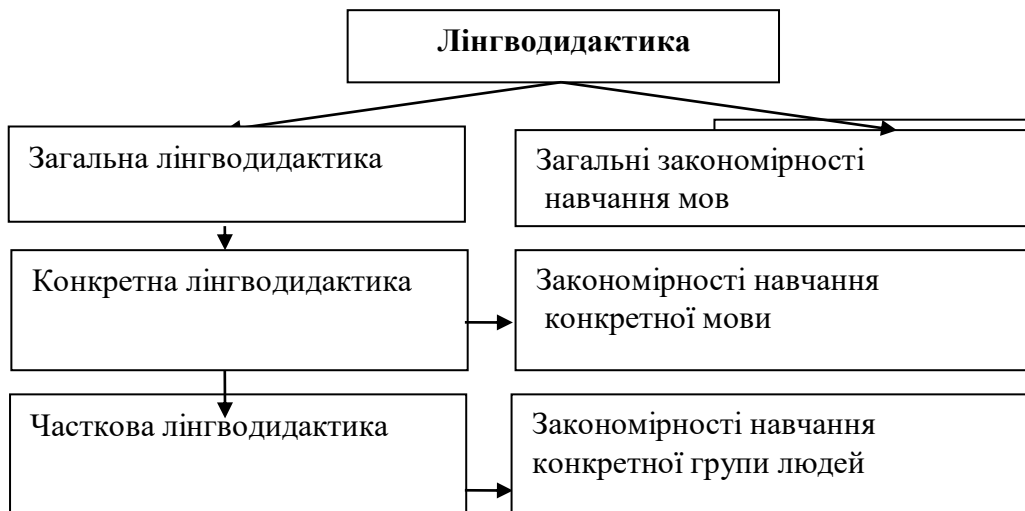 Лінгводидактика
Загальна лінгводидактика
Загальні закономірності
навчання мов
Конкретна лінгводидактика
Закономірності навчання
конкретної мови
Часткова лінгводидактика
Закономірності навчання
конкретної групи людей